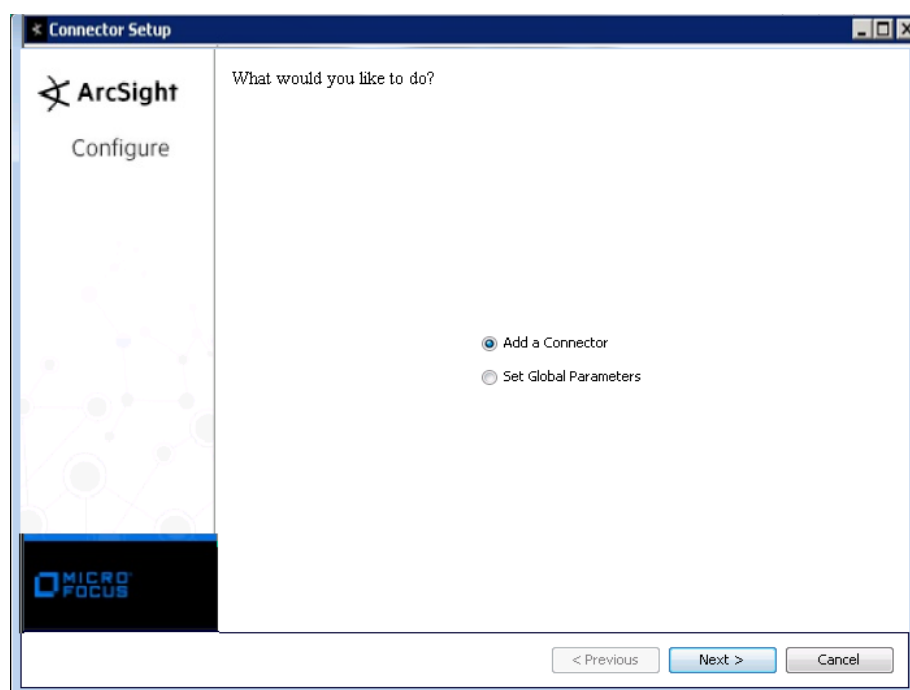 Connector Setup
ArcSight
Configure
What would you like to do?
Add a Connector
Set Global Parameters
MICRO
FOCUS
< Previous
Next >
Cancel